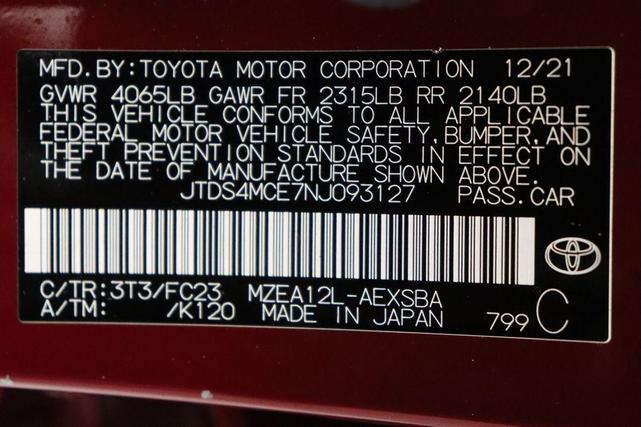 MFD.BY:TOYOTA MOTOR CORPORATION 12/21
GVWR 4065LB GAWR FR 2315LB RR 2140LB
THIS VEHICLE CONFORMS TO ALL APPLICABLE
FEDERAL MOTOR VEHICLE SAFETY,BUMPER,AND
THEFT PREVENTION STANDARDS IN EFFECT ON
THE DATE OF MANUFACTURE SHOWN ABOVE.
JTDS4MCE7NJ093127 PASS.CAR
C/TR:3T3/FC23 MZEA12L-AEXSBA C
A/TM: /K120 MADE IN JAPAN 799